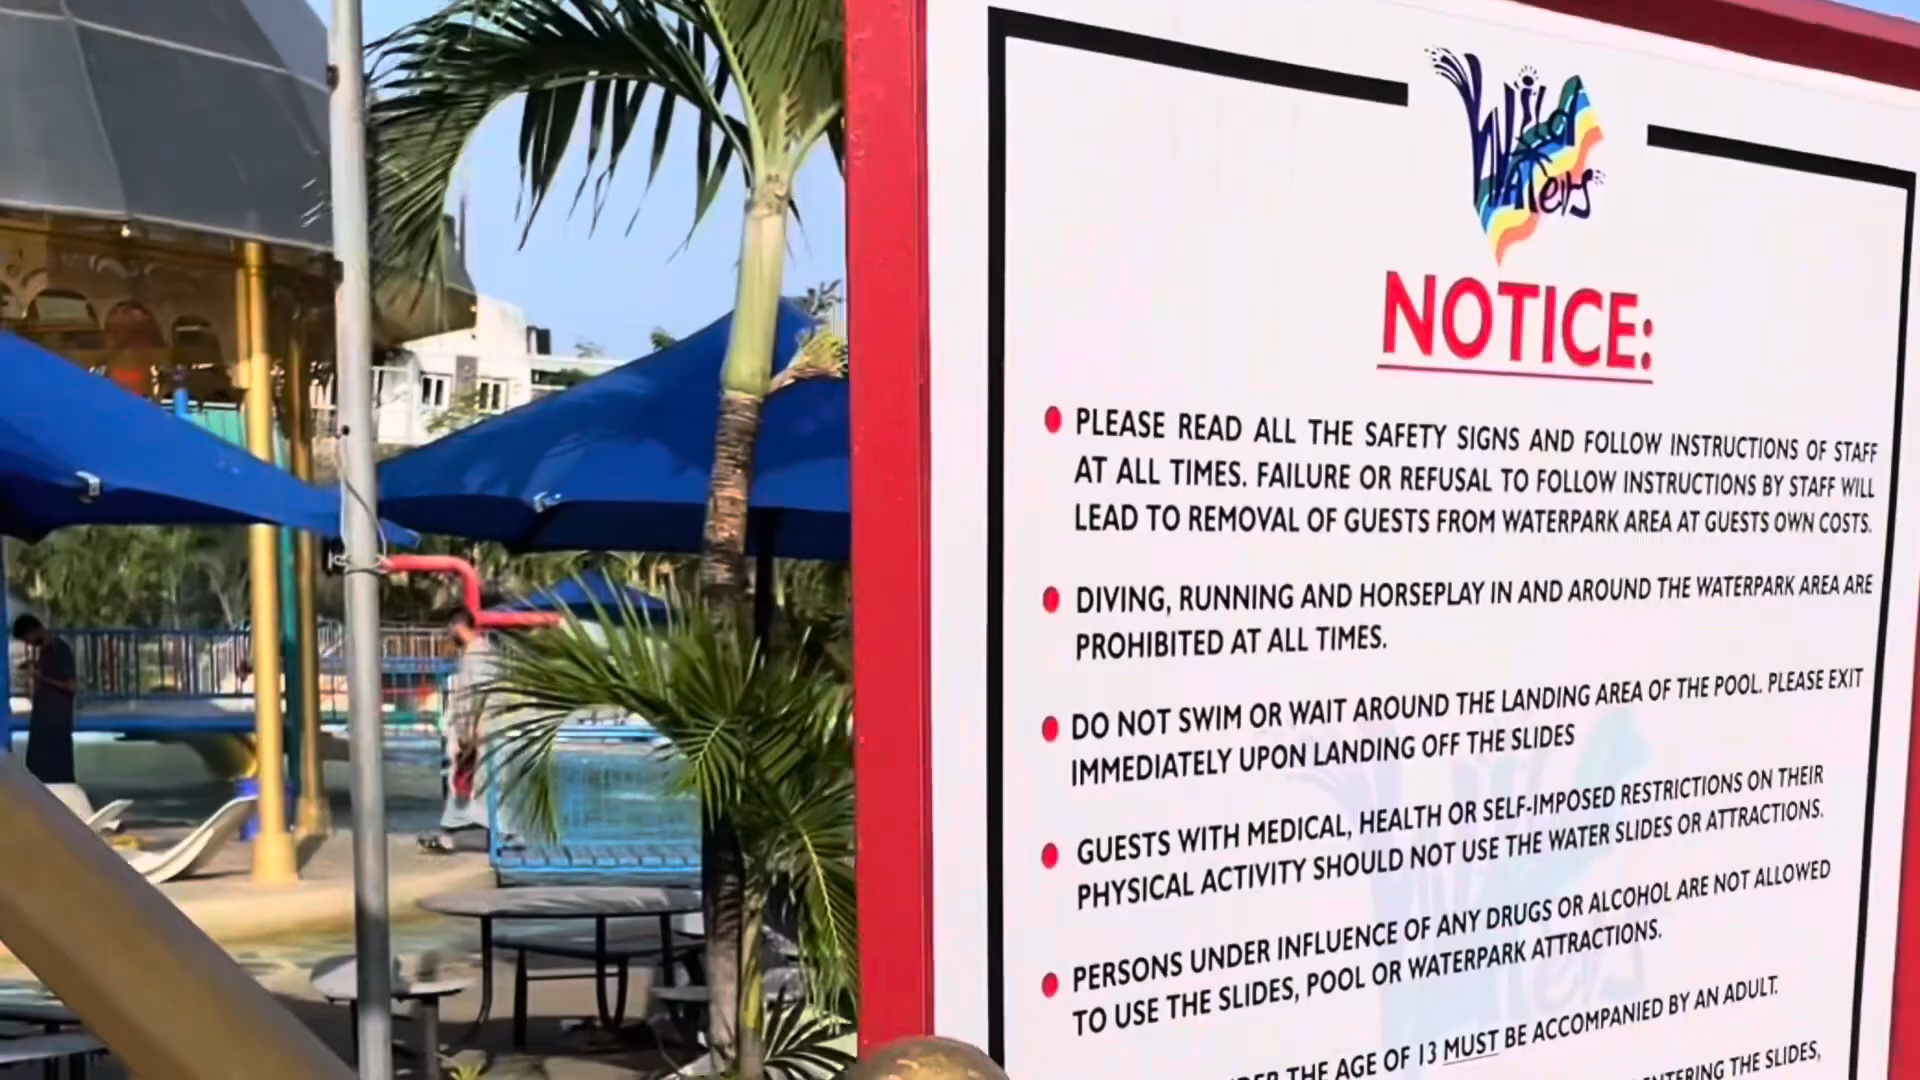 Wild
Waters
NOTICE:
PLEASE READ ALL THE SAFETY SIGNS AND FOLLOW INSTRUCTIONS OF STAFF
AT ALL TIMES. FAILURE OR REFUSAL TO FOLLOW INSTRUCTIONS BY STAFF WILL
LEAD TO REMOVAL OF GUESTS FROM WATERPARK AREA AT GUESTS OWN COSTS.
DIVING, RUNNING AND HORSEPLAY IN AND AROUND THE WATERPARK AREA ARE
PROHIBITED AT ALL TIMES.
DO NOT SWIM OR WAIT AROUND THE LANDING AREA OF THE POOL. PLEASE EXIT
IMMEDIATELY UPON LANDING OFF THE SLIDES
GUESTS WITH MEDICAL, HEALTH OR SELF-IMPOSED RESTRICTIONS ON THEIR
PHYSICAL ACTIVITY SHOULD NOT USE THE WATER SLIDES OR ATTRACTIONS.
PERSONS UNDER INFLUENCE OF ANY DRUGS OR ALCOHOL ARE NOT ALLOWED
TO USE THE SLIDES, POOL OR WATERPARK ATTRACTIONS.
THE AGE OF 13 MUST BE ACCOMPANIED BY AN ADULT.
THE SLIDES,